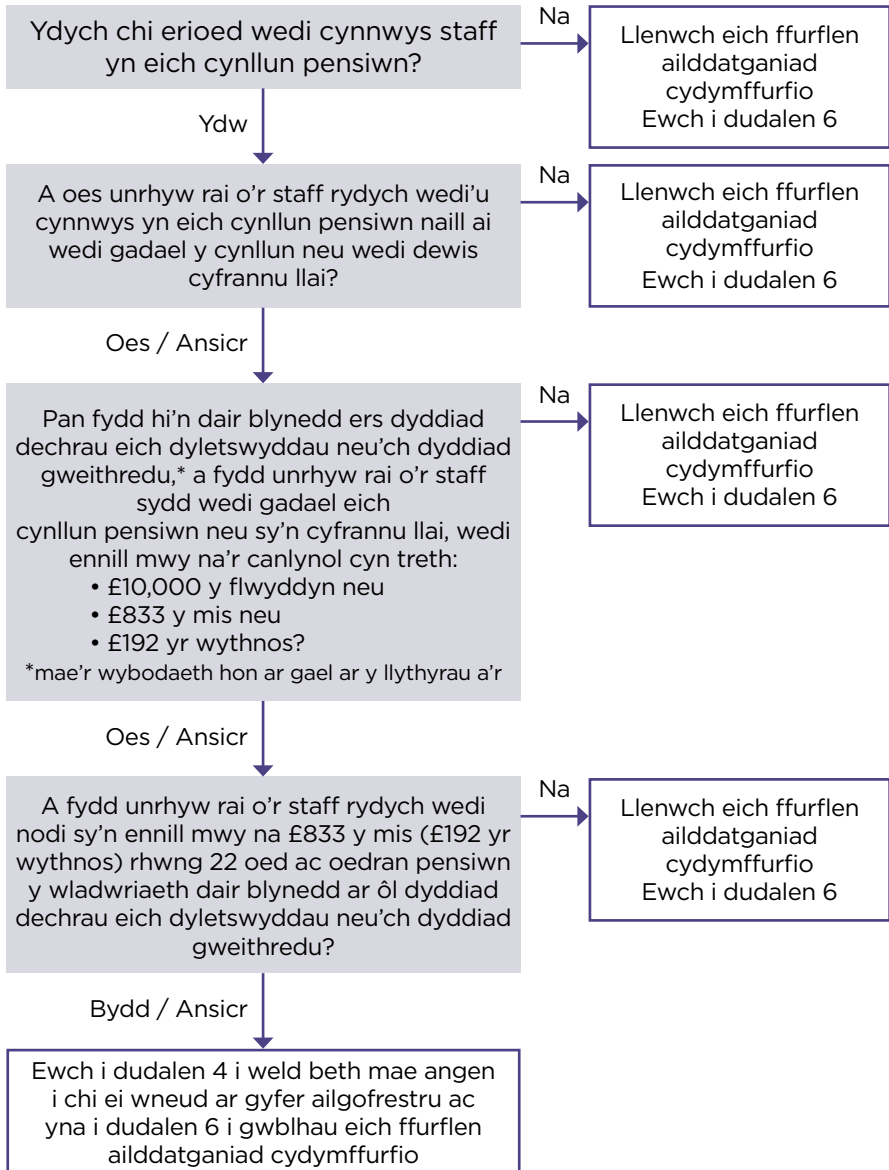 Ydych chi erioed wedi cynnwys staff
yn eich cynllun pensiwn?
Na
Llenwch eich ffurflen
ailddatganiad
cydymffurfio
Ewch i dudalen 6
Ydw
A oes unrhyw rai o'r staff rydych wedi'u
cynnwys yn eich cynllun pensiwn naill ai
wedi gadael y cynllun neu wedi dewis
cyfrannu llai?
Na
Llenwch eich ffurflen
ailddatganiad
cydymffurfio
Ewch i dudalen 6
Oes / Ansicr
Pan fydd hi'n dair blynedd ers dyddiad
dechrau eich dyletswyddau neu'ch dyddiad
gweithredu,* a fydd unrhyw rai o'r staff
sydd wedi gadael eich
cynllun pensiwn neu sy'n cyfrannu llai, wedi
ennill mwy na'r canlynol cyn treth:
• £10,000 y flwyddyn neu
• £833 y mis neu
• £192 yr wythnos?
*mae'r wybodaeth hon ar gael ar y llythyrau a'r
Na
Llenwch eich ffurflen
ailddatganiad
cydymffurfio
Ewch i dudalen 6
Oes / Ansicr
A fydd unrhyw rai o'r staff rydych wedi
nodi sy'n ennill mwy na £833 y mis (£192 yr
wythnos) rhwng 22 oed ac oedran pensiwn
y wladwriaeth dair blynedd ar ôl dyddiad
dechrau eich dyletswyddau neu'ch dyddiad
gweithredu?
Na
Llenwch eich ffurflen
ailddatganiad
cydymffurfio
Ewch i dudalen 6
Bydd / Ansicr
Ewch i dudalen 4 i weld beth mae angen
i chi ei wneud ar gyfer ailgofrestru ac
yna i dudalen 6 i gwblhau eich ffurflen
ailddatganiad cydymffurfio